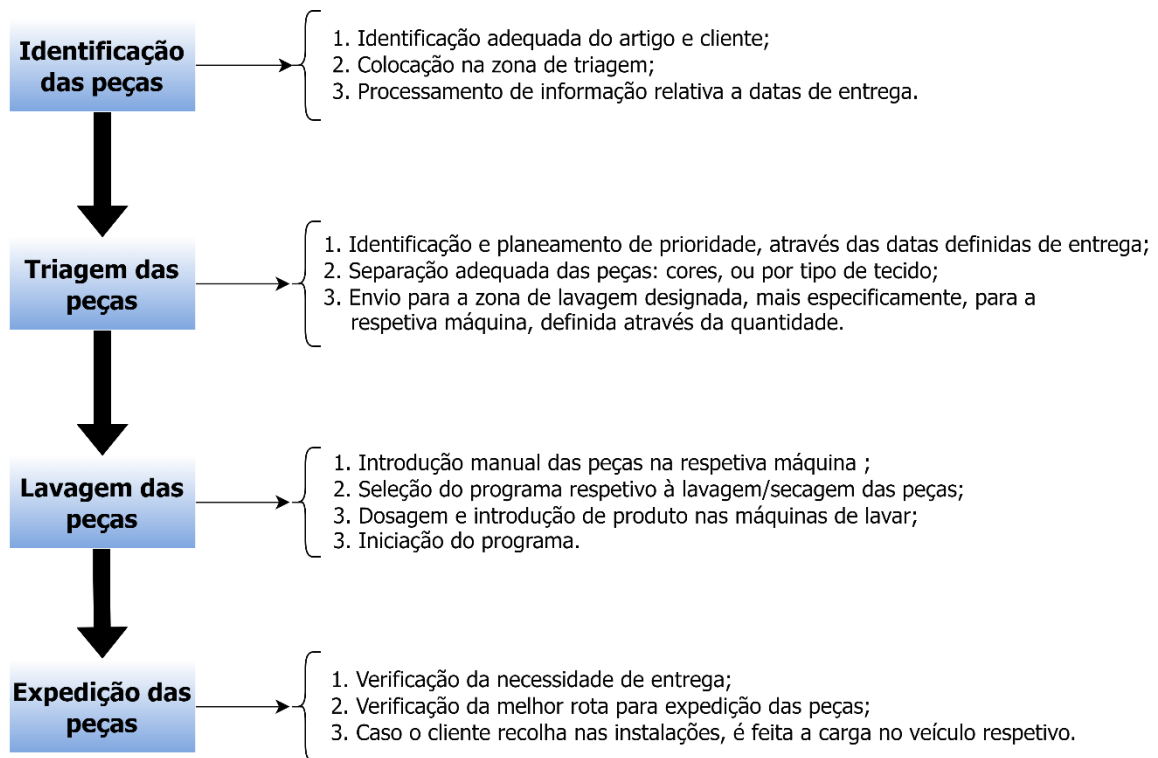 Identificação
das peças
1. Identificação adequada do artigo e cliente;
2. Colocação na zona de triagem;
3. Processamento de informação relativa a datas de entrega.
Triagem das
peças
1. Identificação e planeamento de prioridade, através das datas definidas de entrega;
2. Separação adequada das peças: cores, ou por tipo de tecido;
3. Envio para a zona de lavagem designada, mais especificamente, para a
respetiva máquina, definida através da quantidade.
Lavagem das
peças
1. Introdução manual das peças na respetiva máquina ;
2. Seleção do programa respetivo à lavagem/secagem das peças;
3. Dosagem e introdução de produto nas máquinas de lavar;
3. Iniciação do programa.
Expedição das
peças
1. Verificação da necessidade de entrega;
2. Verificação da melhor rota para expedição das peças;
3. Caso o cliente recolha nas instalações, é feita a carga no veículo respetivo.